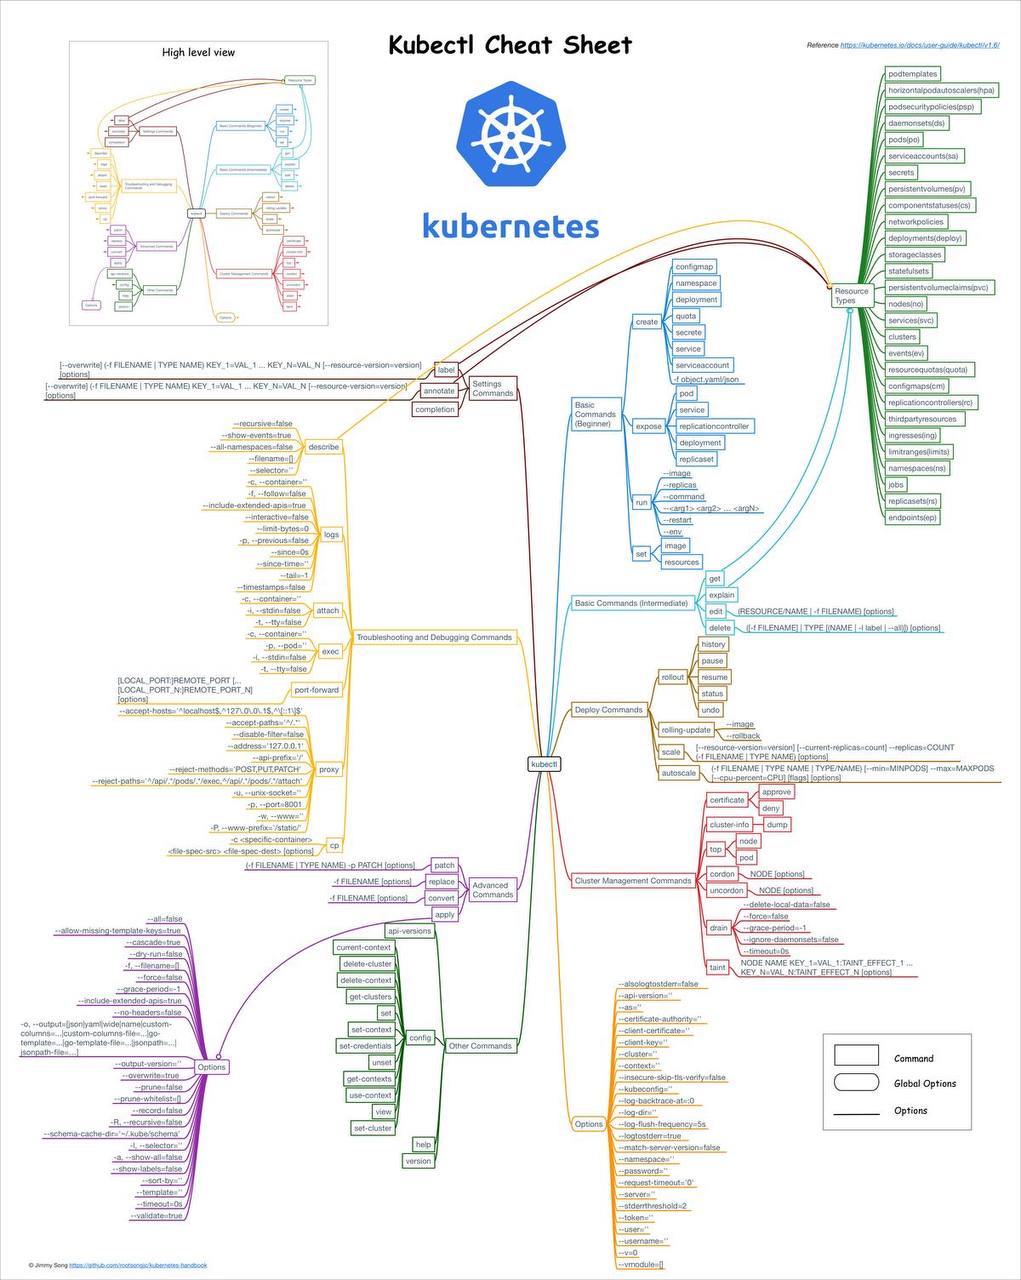 High level view
Kubectl Cheat Sheet
Reference https://kubernetes.io/docs/user-guide/kubectl/v1.6/
kubernetes
Resource
Types
podtemplates
horizontalpodautoscalers(hpa)
podsecuritypolicies(psp)
daemonsets(ds)
pods(po)
serviceaccounts(sa)
secrets
persistentvolumes(pv)
componentstatuses(cs)
networkpolicies
deployments(deploy)
storageclasses
statefulsets
persistentvolumeclaims(pvc)
nodes(no)
services(svc)
clusters
events(ev)
resourcequotas(quota)
configmaps(cm)
replicationcontrollers(rc)
thirdpartyresources
ingresses(ing)
limitranges(limits)
namespaces(ns)
jobs
replicasets(rs)
endpoints(ep)
Settings
Commands
label
[--overwrite] (-f FILENAME | TYPE NAME) KEY_1=VAL_1 ... KEY_N=VAL_N [--resource-version=version]
[options]
annotate
[--overwrite] (-f FILENAME | TYPE NAME) KEY_1=VAL_1 ... KEY_N=VAL_N [--resource-version=version]
[options]
completion
Basic
Commands
(Beginner)
create
configmap
namespace
deployment
quota
secrete
service
serviceaccount
-f object.yaml/json
expose
pod
service
replicationcontroller
deployment
replicaset
run
--image
--replicas
--command
--<arg1> <arg2> ... <argN>
--restart
--env
set
image
resources
Troubleshooting and Debugging Commands
describe
--recursive=false
--show-events=true
--all-namespaces=false
--filename=[]
--selector=''
logs
-c, --container=''
-f, --follow=false
--include-extended-apis=true
--interactive=false
--limit-bytes=0
-p, --previous=false
--since=0s
--since-time=''
--tail=-1
--timestamps=false
attach
-c, --container=''
-i, --stdin=false
-t, --tty=false
exec
-c, --container=''
-p, --pod=''
-i, --stdin=false
-t, --tty=false
port-forward
[LOCAL_PORT:]REMOTE_PORT [...
[LOCAL_PORT_N:]REMOTE_PORT_N]
[options]
proxy
--accept-hosts='^localhost$,^127\.0\.0\.1$,^\[::1\]$'
--accept-paths='^/.*'
--disable-filter=false
--address='127.0.0.1'
--api-prefix='/'
--reject-methods='POST,PUT,PATCH'
--reject-paths='^/api/.*/pods/.*/exec,^/api/.*/pods/.*/attach'
-u, --unix-socket=''
-p, --port=8001
-w, --www=''
-P, --www-prefix='/static/'
cp
-c <specific-container>
<file-spec-src> <file-spec-dest> [options]
Basic Commands (Intermediate)
get
explain
edit
(RESOURCE/NAME | -f FILENAME) [options]
delete
([-f FILENAME] | TYPE [(NAME | -l label | --all)]) [options]
Deploy Commands
rollout
history
pause
resume
status
undo
rolling-update
--image
--rollback
scale
[--resource-version=version] [--current-replicas=count] --replicas=COUNT
(-f FILENAME | TYPE NAME) [options]
autoscale
(-f FILENAME | TYPE NAME | TYPE/NAME) [--min=MINPODS] --max=MAXPODS
[--cpu-percent=CPU] [flags] [options]
kubectl
Cluster Management Commands
certificate
approve
deny
cluster-info
dump
top
node
pod
cordon
NODE [options]
uncordon
NODE [options]
drain
--delete-local-data=false
--force=false
--grace-period=-1
--ignore-daemonsets=false
--timeout=0s
taint
NODE NAME KEY_1=VAL_1:TAINT_EFFECT_1 ...
KEY_N=VAL_N:TAINT_EFFECT_N [options]
Advanced
Commands
patch
(-f FILENAME | TYPE NAME) -p PATCH [options]
replace
-f FILENAME [options]
convert
-f FILENAME [options]
apply
Options
--all=false
--allow-missing-template-keys=true
--cascade=true
--dry-run=false
-f, --filename=[]
--force=false
--grace-period=-1
--include-extended-apis=true
--no-headers=false
-o, --output=[json|yaml|wide|name|custom-
columns=...|custom-columns-file=...|go-
template=...|go-template-file=...|jsonpath=...|
jsonpath-file=...]
--output-version=''
--overwrite=true
--prune=false
--prune-whitelist=[]
--record=false
-R, --recursive=false
--schema-cache-dir='~/.kube/schema'
-l, --selector=''
-a, --show-all=false
--show-labels=false
--sort-by=''
--template=''
--timeout=0s
--validate=true
Other Commands
api-versions
config
current-context
delete-cluster
delete-context
get-clusters
set
set-context
set-credentials
unset
get-contexts
use-context
view
set-cluster
help
version
Options
--alsologtostderr=false
--api-version=''
--as=''
--certificate-authority=''
--client-certificate=''
--client-key=''
--cluster=''
--context=''
--insecure-skip-tls-verify=false
--kubeconfig=''
--log-backtrace-at=:0
--log-dir=''
--log-flush-frequency=5s
--logtostderr=true
--match-server-version=false
--namespace=''
--password=''
--request-timeout='0'
--server=''
--stderrthreshold=2
--token=''
--user=''
--username=''
--v=0
--vmodule=[]
Command
Global Options
Options
© Jimmy Song https://github.com/rootsongjc/kubernetes-handbook